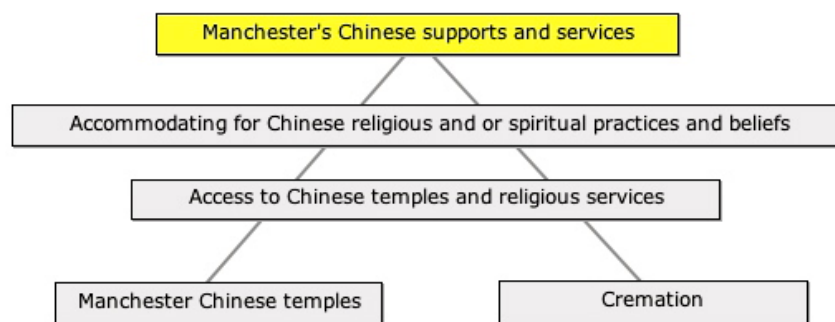 Manchester's Chinese supports and services
Accommodating for Chinese religious and or spiritual practices and beliefs
Access to Chinese temples and religious services
Manchester Chinese temples
Cremation